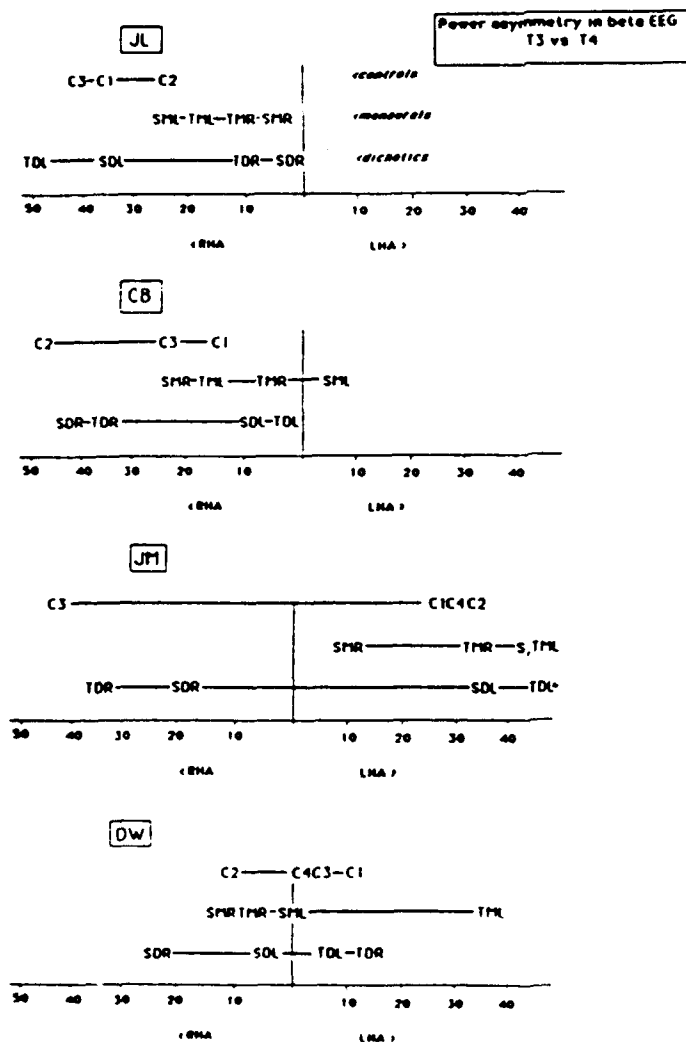 Power asymmetry in beta EEG
T3 vs T4
JL
C3-C1—C2 <controls
SML-TML-TMR-SMR <monaurals
TDL—SDL—TDR—SDR <dichotics
50 40 30 20 10 10 20 30 40
<RHA LHA>
CB
C2—C3—C1
SMR-TML—TMR—SML
SDR-TDR—SDL-TDL
50 40 30 20 10 10 20 30 40
<RHA LHA>
JM
C3—C1C4C2
SMR—TMR—S,TML
TDR—SDR—SDL—TDL+
50 40 30 20 10 10 20 30 40
<RHA LHA>
DW
C2—C4C3-C1
SMRTMR-SML—TML
SDR—SDL—TDL-TDR
50 40 30 20 10 10 20 30 40
<RHA LHA>